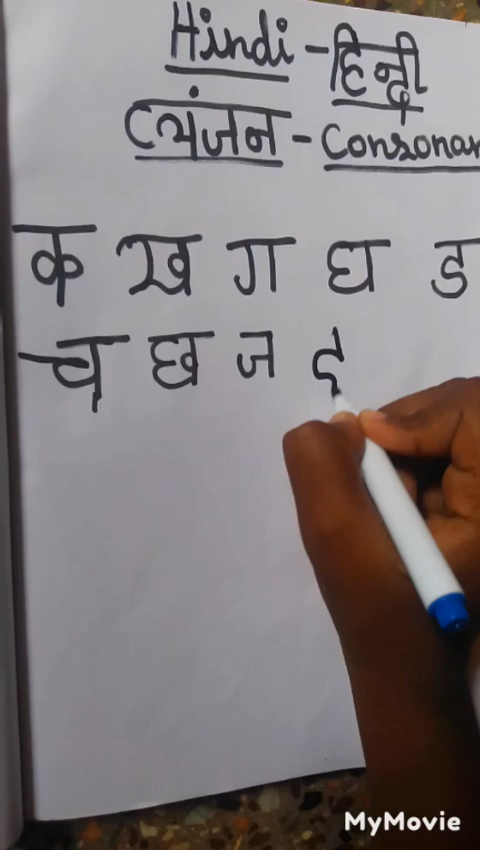 Hindi - हिन्दी
व्यंजन - Consonan
क ख ग घ ड
च छ ज
MyMovie